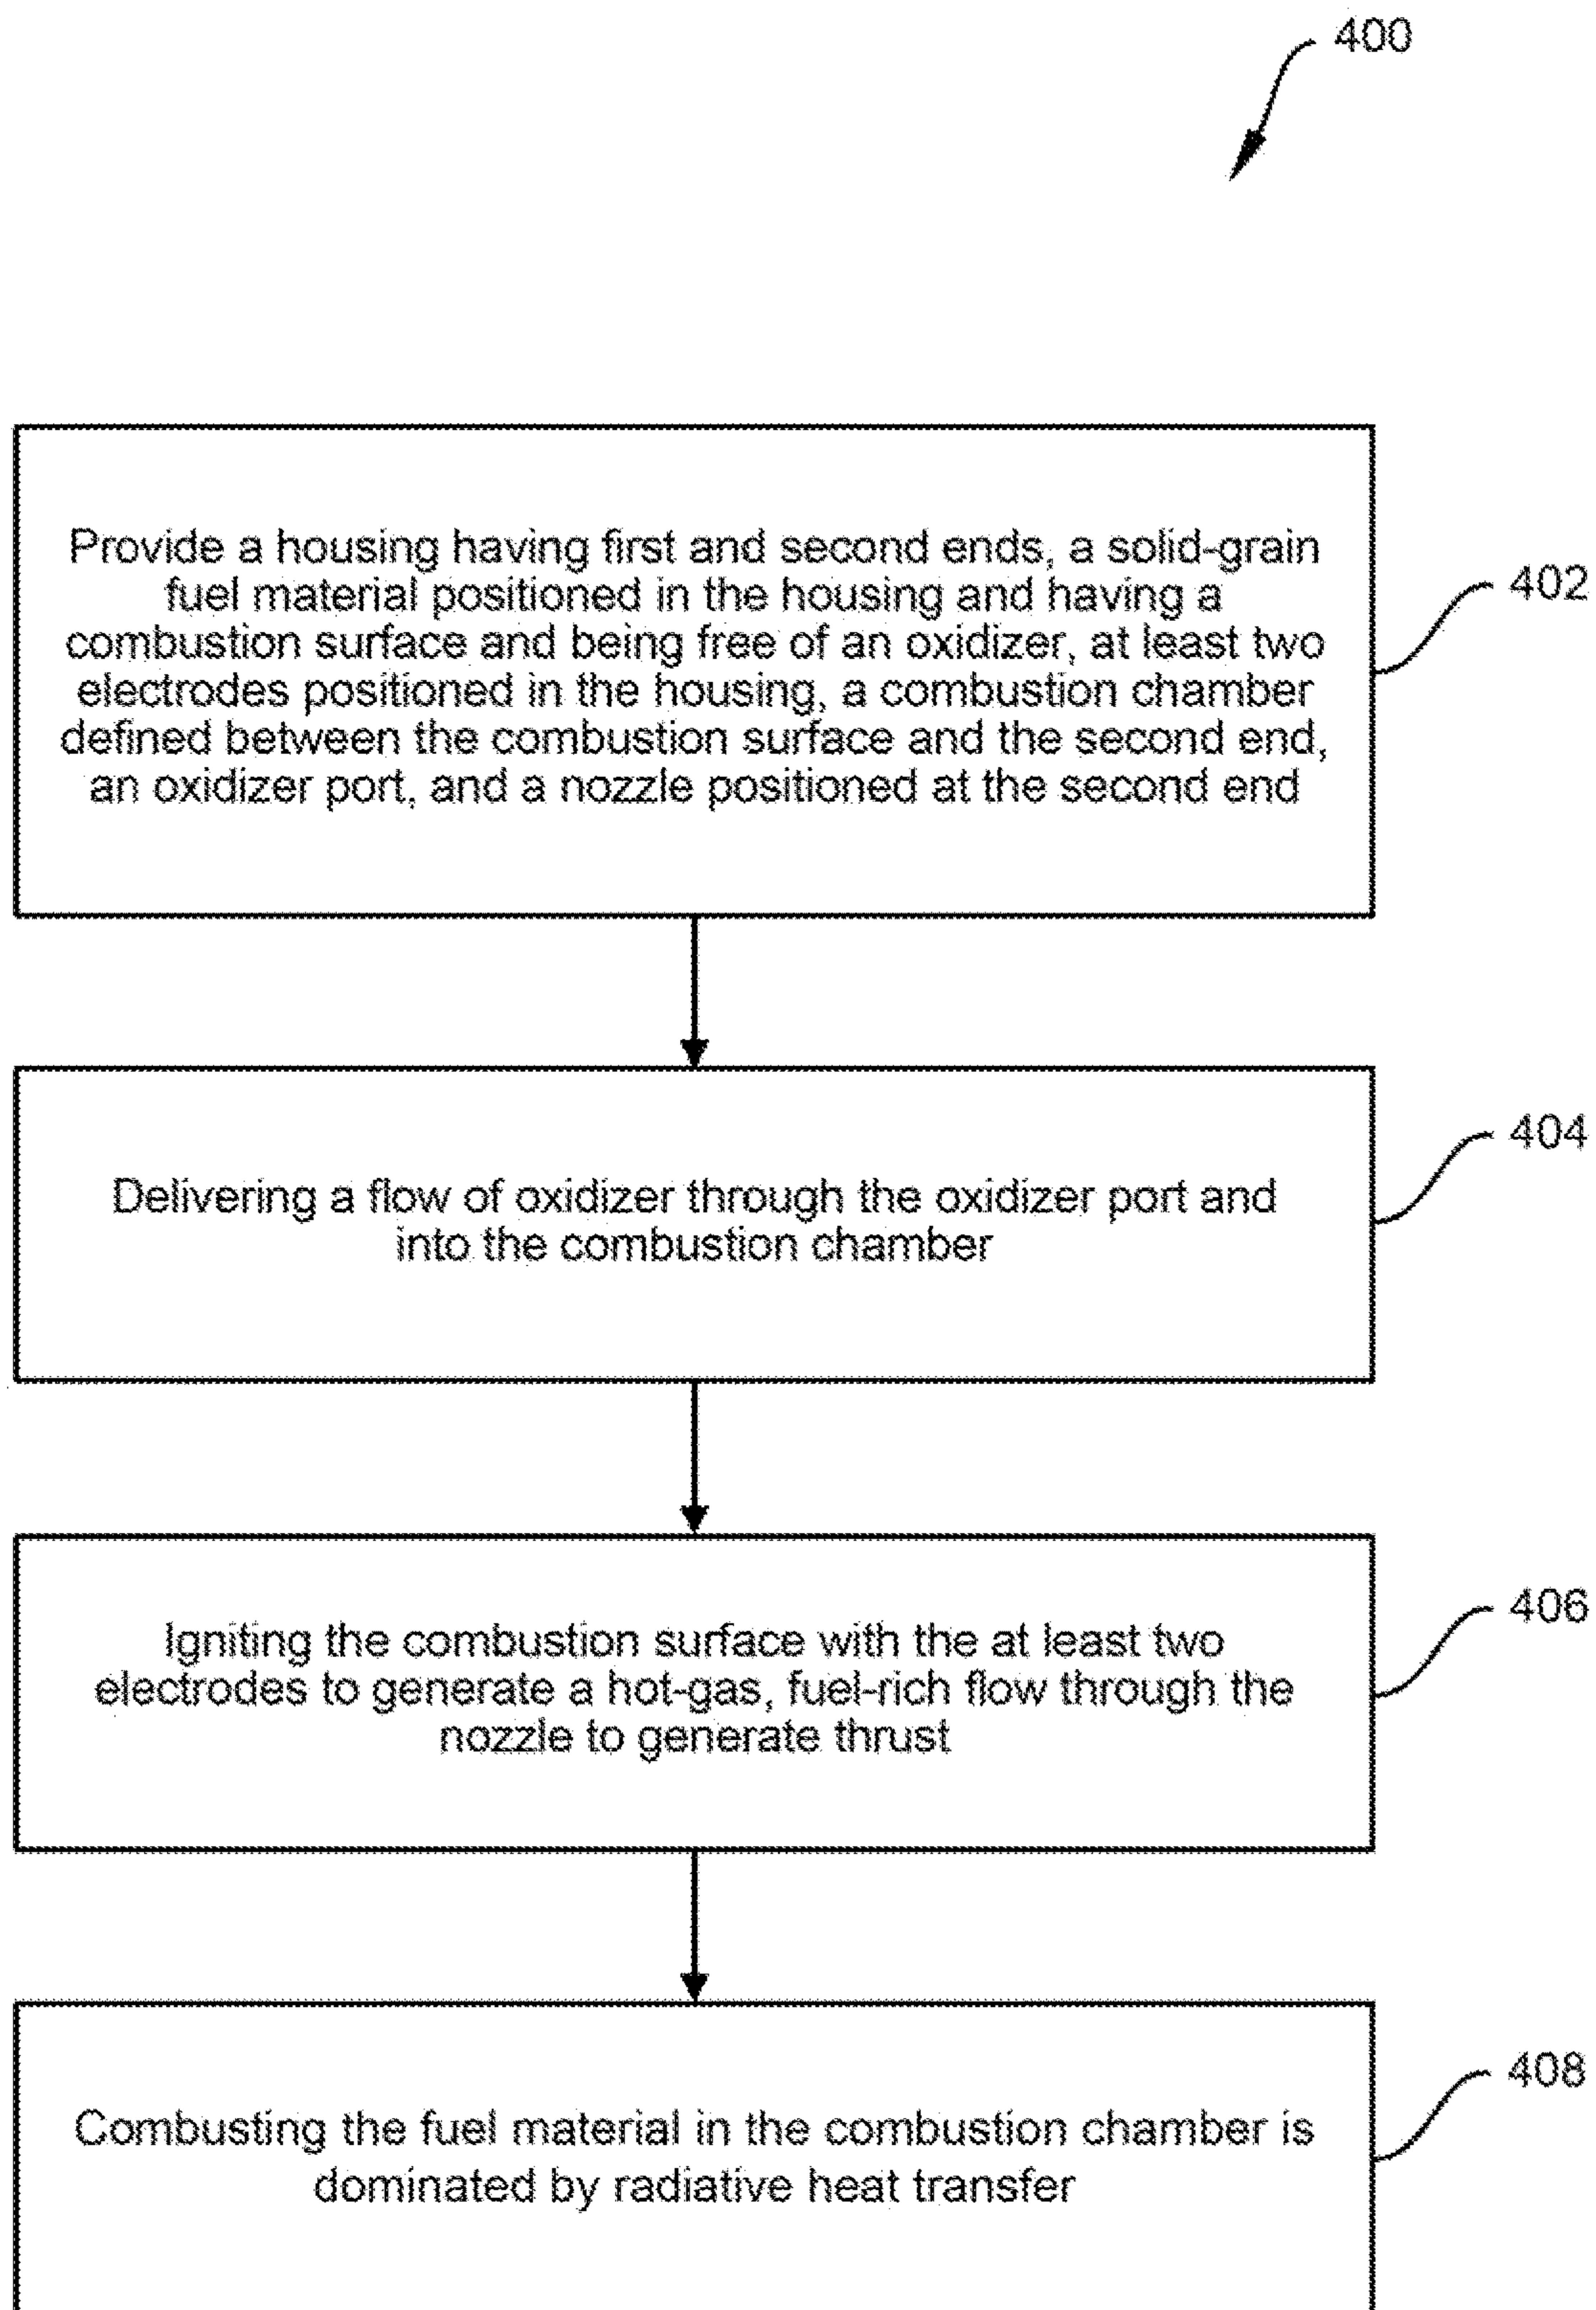 400
Provide a housing having first and second ends, a solid-grain
fuel material positioned in the housing and having a
combustion surface and being free of an oxidizer, at least two
electrodes positioned in the housing, a combustion chamber
defined between the combustion surface and the second end,
an oxidizer port, and a nozzle positioned at the second end
402
Delivering a flow of oxidizer through the oxidizer port and
into the combustion chamber
404
Igniting the combustion surface with the at least two
electrodes to generate a hot-gas, fuel-rich flow through the
nozzle to generate thrust
406
Combusting the fuel material in the combustion chamber is
dominated by radiative heat transfer
408